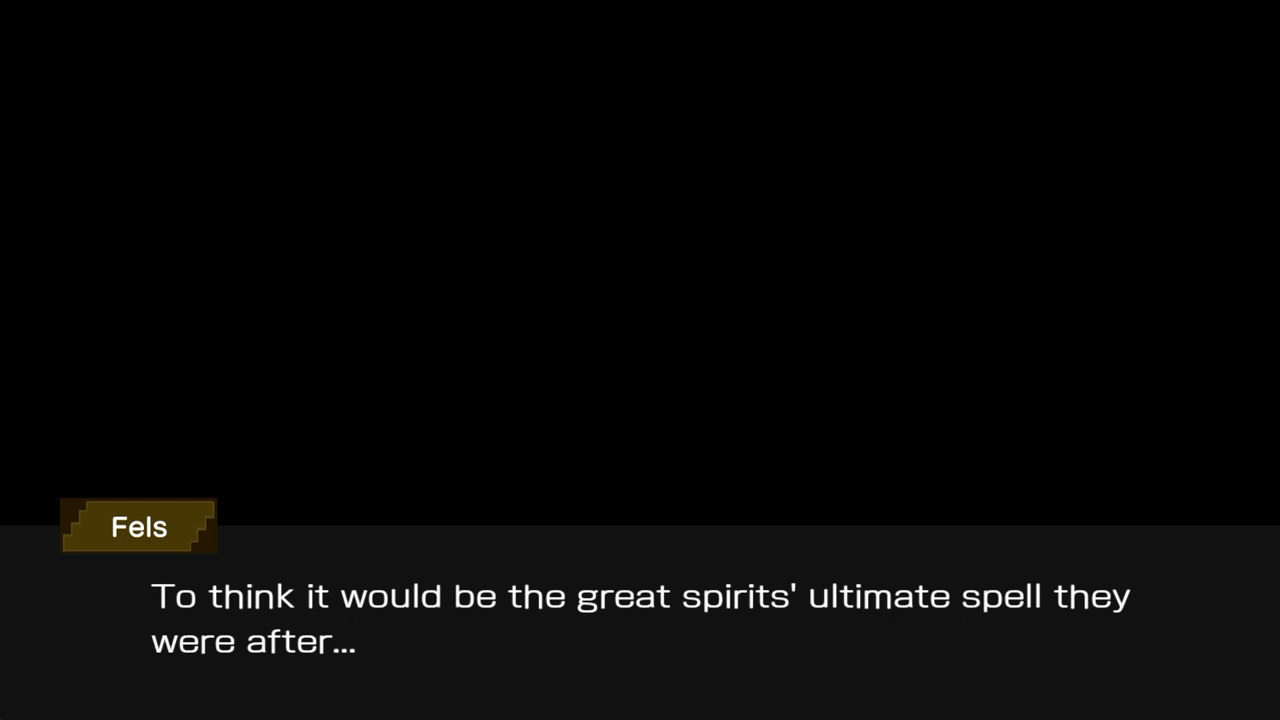 Fels
To think it would be the great spirits' ultimate spell they
were after...